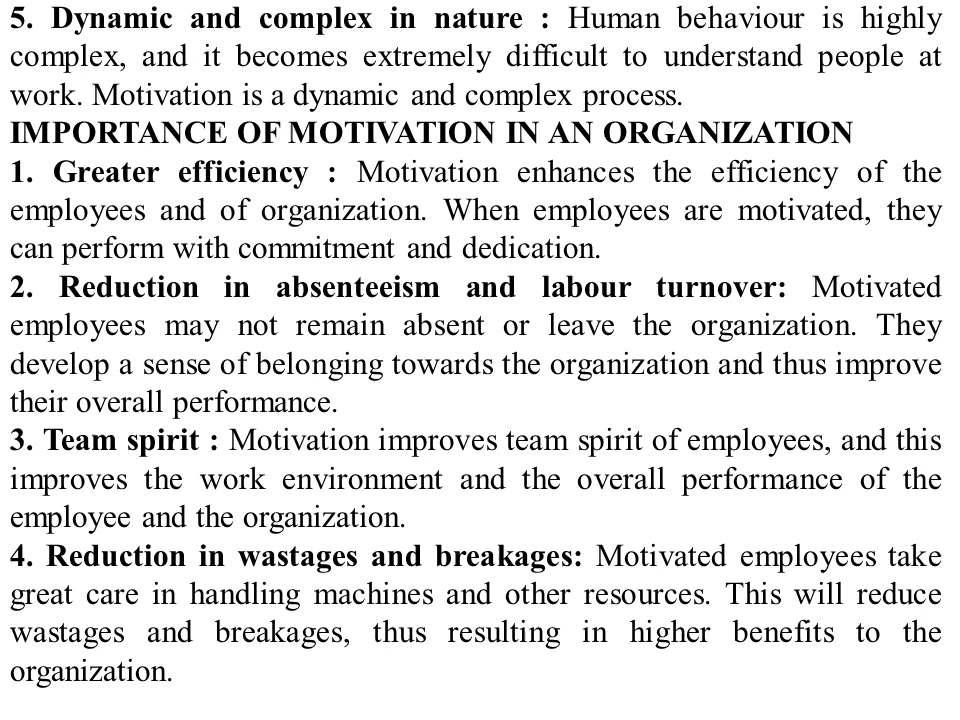 5. Dynamic and complex in nature : Human behaviour is highly
complex, and it becomes extremely difficult to understand people at
work. Motivation is a dynamic and complex process.
IMPORTANCE OF MOTIVATION IN AN ORGANIZATION
1. Greater efficiency : Motivation enhances the efficiency of the
employees and of organization. When employees are motivated, they
can perform with commitment and dedication.
2. Reduction in absenteeism and labour turnover: Motivated
employees may not remain absent or leave the organization. They
develop a sense of belonging towards the organization and thus improve
their overall performance.
3. Team spirit : Motivation improves team spirit of employees, and this
improves the work environment and the overall performance of the
employee and the organization.
4. Reduction in wastages and breakages: Motivated employees take
great care in handling machines and other resources. This will reduce
wastages and breakages, thus resulting in higher benefits to the
organization.